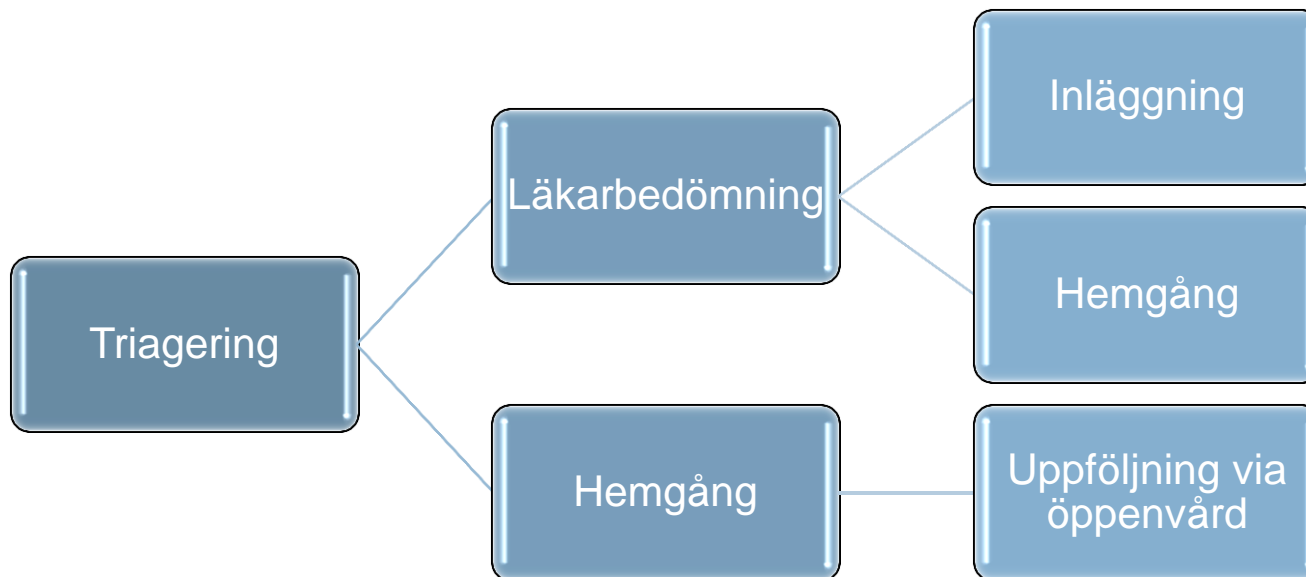 Triagering
Läkarbedömning
Hemgång
Inläggning
Hemgång
Uppföljning via
öppenvård